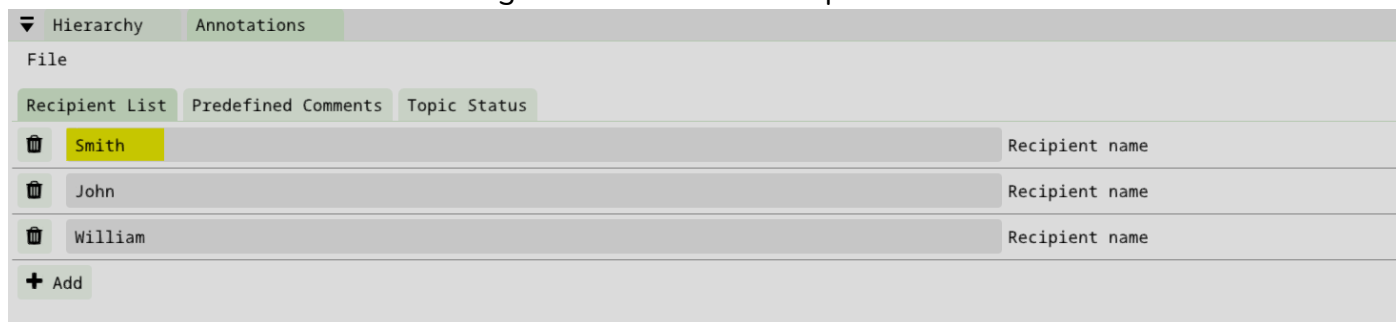 Hierarchy Annotations
File
Recipient List Predefined Comments Topic Status
Smith Recipient name
John Recipient name
William Recipient name
Add